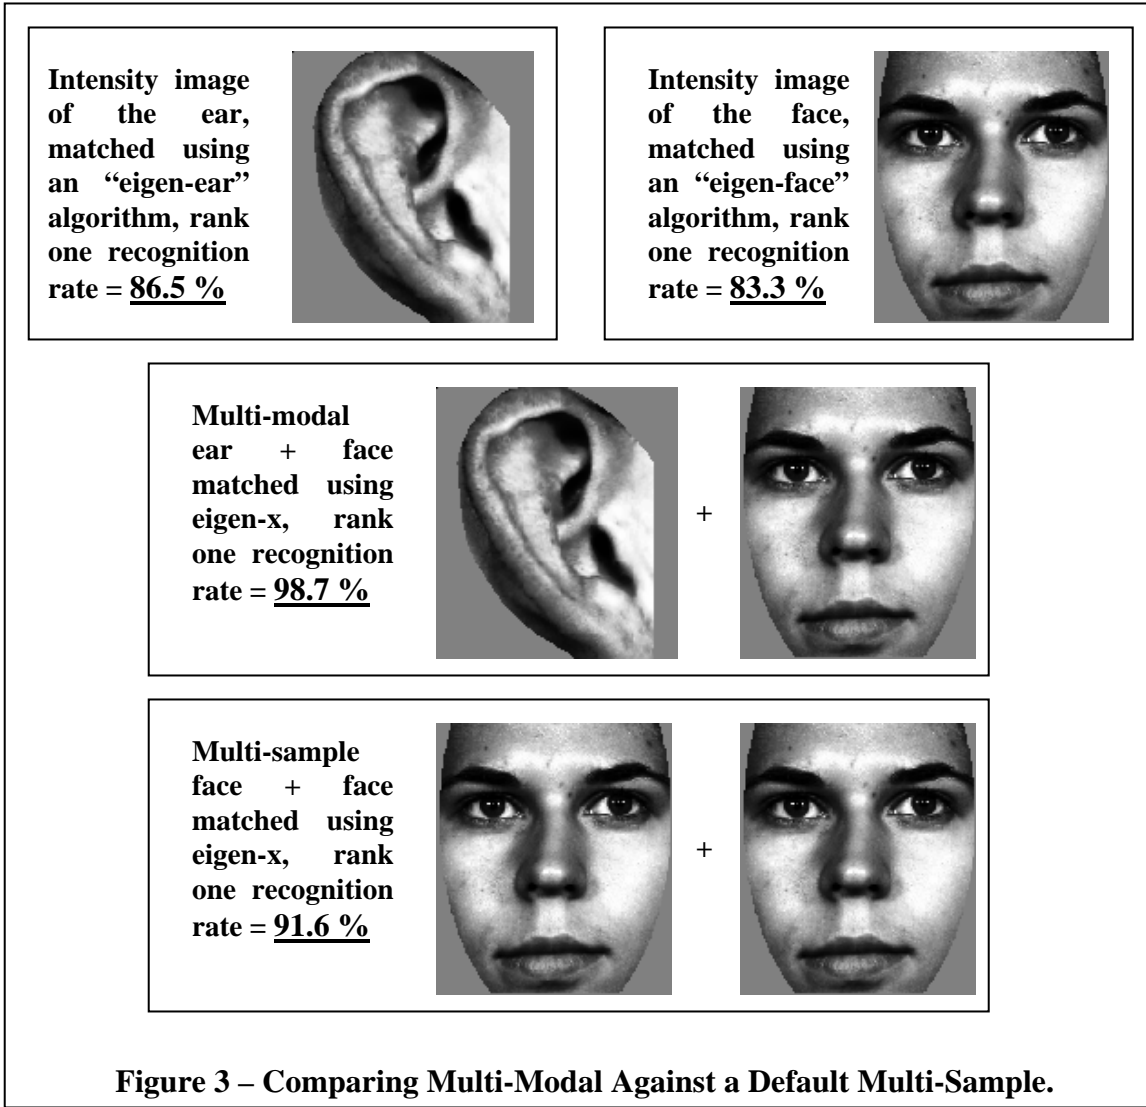 Intensity image
of the ear,
matched using
an “eigen-ear”
algorithm, rank
one recognition
rate = 86.5 %
Intensity image
of the face,
matched using
an “eigen-face”
algorithm, rank
one recognition
rate = 83.3 %
Multi-modal
ear + face
matched using
eigen-x, rank
one recognition
rate = 98.7 %
+
Multi-sample
face + face
matched using
eigen-x, rank
one recognition
rate = 91.6 %
+
Figure 3 – Comparing Multi-Modal Against a Default Multi-Sample.